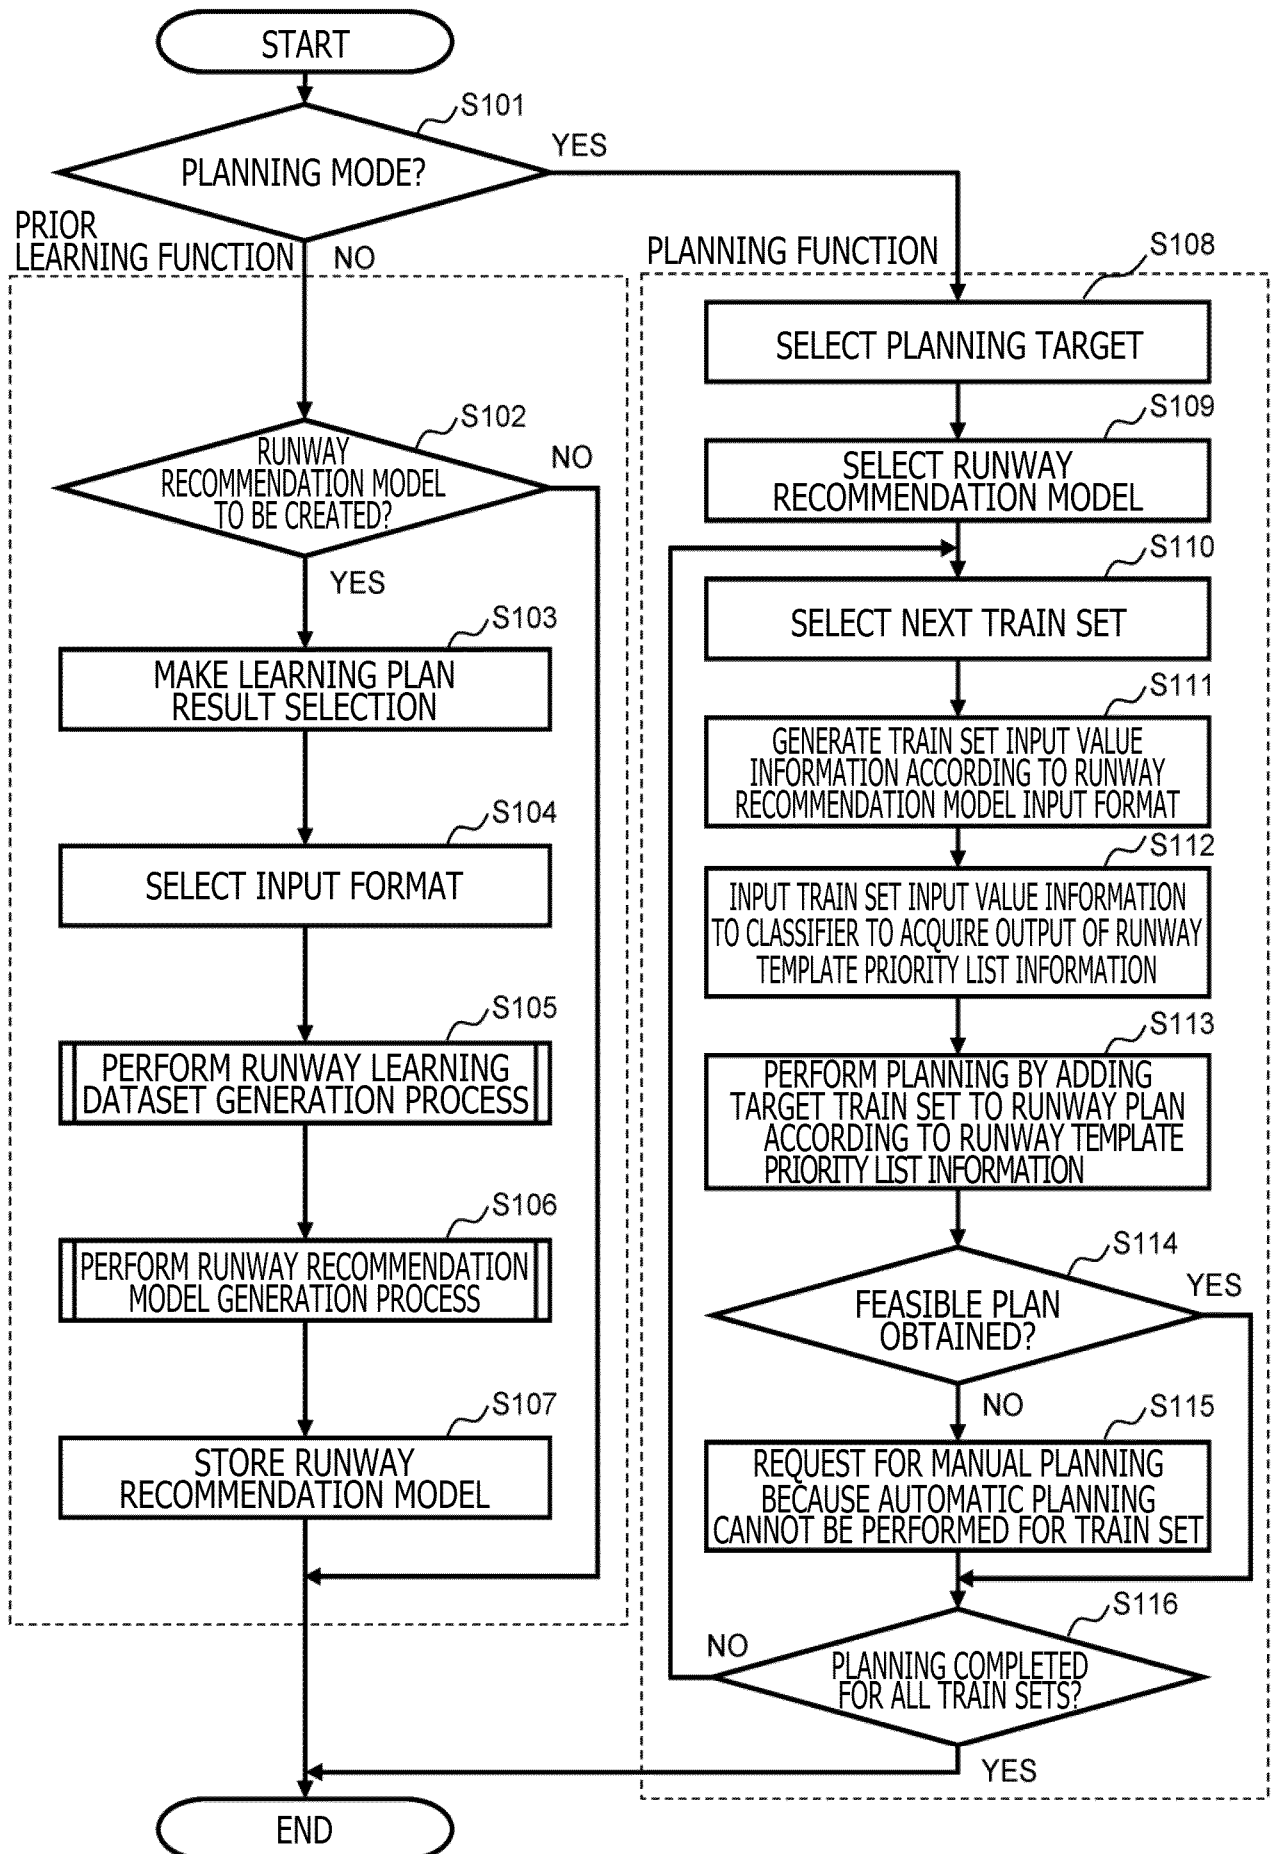 START
S101
PLANNING MODE?
YES
NO
PRIOR
LEARNING FUNCTION
S102
RUNWAY
RECOMMENDATION MODEL
TO BE CREATED?
NO
YES
S103
MAKE LEARNING PLAN
RESULT SELECTION
S104
SELECT INPUT FORMAT
S105
PERFORM RUNWAY LEARNING
DATASET GENERATION PROCESS
S106
PERFORM RUNWAY RECOMMENDATION
MODEL GENERATION PROCESS
S107
STORE RUNWAY
RECOMMENDATION MODEL
PLANNING FUNCTION
S108
SELECT PLANNING TARGET
S109
SELECT RUNWAY
RECOMMENDATION MODEL
S110
SELECT NEXT TRAIN SET
S111
GENERATE TRAIN SET INPUT VALUE
INFORMATION ACCORDING TO RUNWAY
RECOMMENDATION MODEL INPUT FORMAT
S112
INPUT TRAIN SET INPUT VALUE INFORMATION
TO CLASSIFIER TO ACQUIRE OUTPUT OF RUNWAY
TEMPLATE PRIORITY LIST INFORMATION
S113
PERFORM PLANNING BY ADDING
TARGET TRAIN SET TO RUNWAY PLAN
ACCORDING TO RUNWAY TEMPLATE
PRIORITY LIST INFORMATION
S114
FEASIBLE PLAN
OBTAINED?
YES
NO
S115
REQUEST FOR MANUAL PLANNING
BECAUSE AUTOMATIC PLANNING
CANNOT BE PERFORMED FOR TRAIN SET
S116
PLANNING COMPLETED
FOR ALL TRAIN SETS?
NO
YES
END